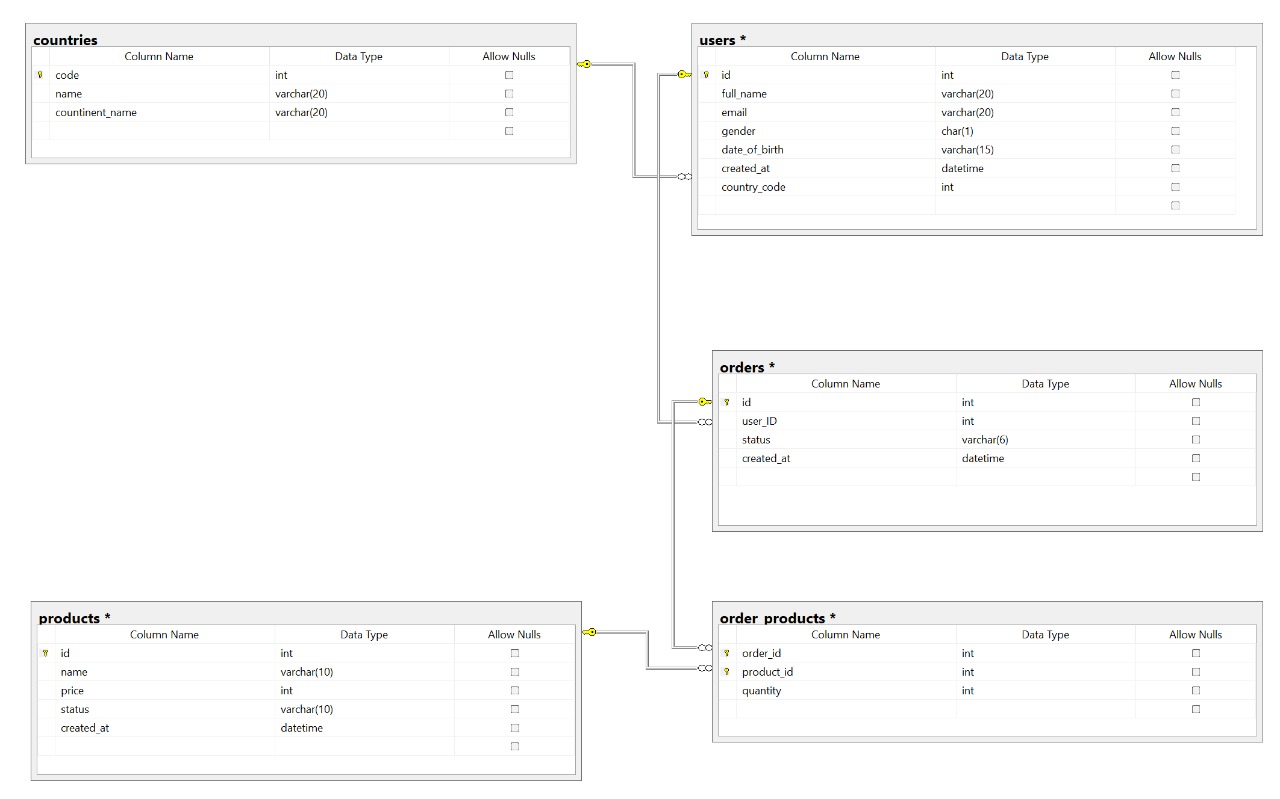 countries
Column Name Data Type Allow Nulls
code int
name varchar(20)
countinent_name varchar(20)
users *
Column Name Data Type Allow Nulls
id int
full_name varchar(20)
email varchar(20)
gender char(1)
date_of_birth varchar(15)
created_at datetime
country_code int
orders *
Column Name Data Type Allow Nulls
id int
user_ID int
status varchar(6)
created_at datetime
products *
Column Name Data Type Allow Nulls
id int
name varchar(10)
price int
status varchar(10)
created_at datetime
order_products *
Column Name Data Type Allow Nulls
order_id int
product_id int
quantity int